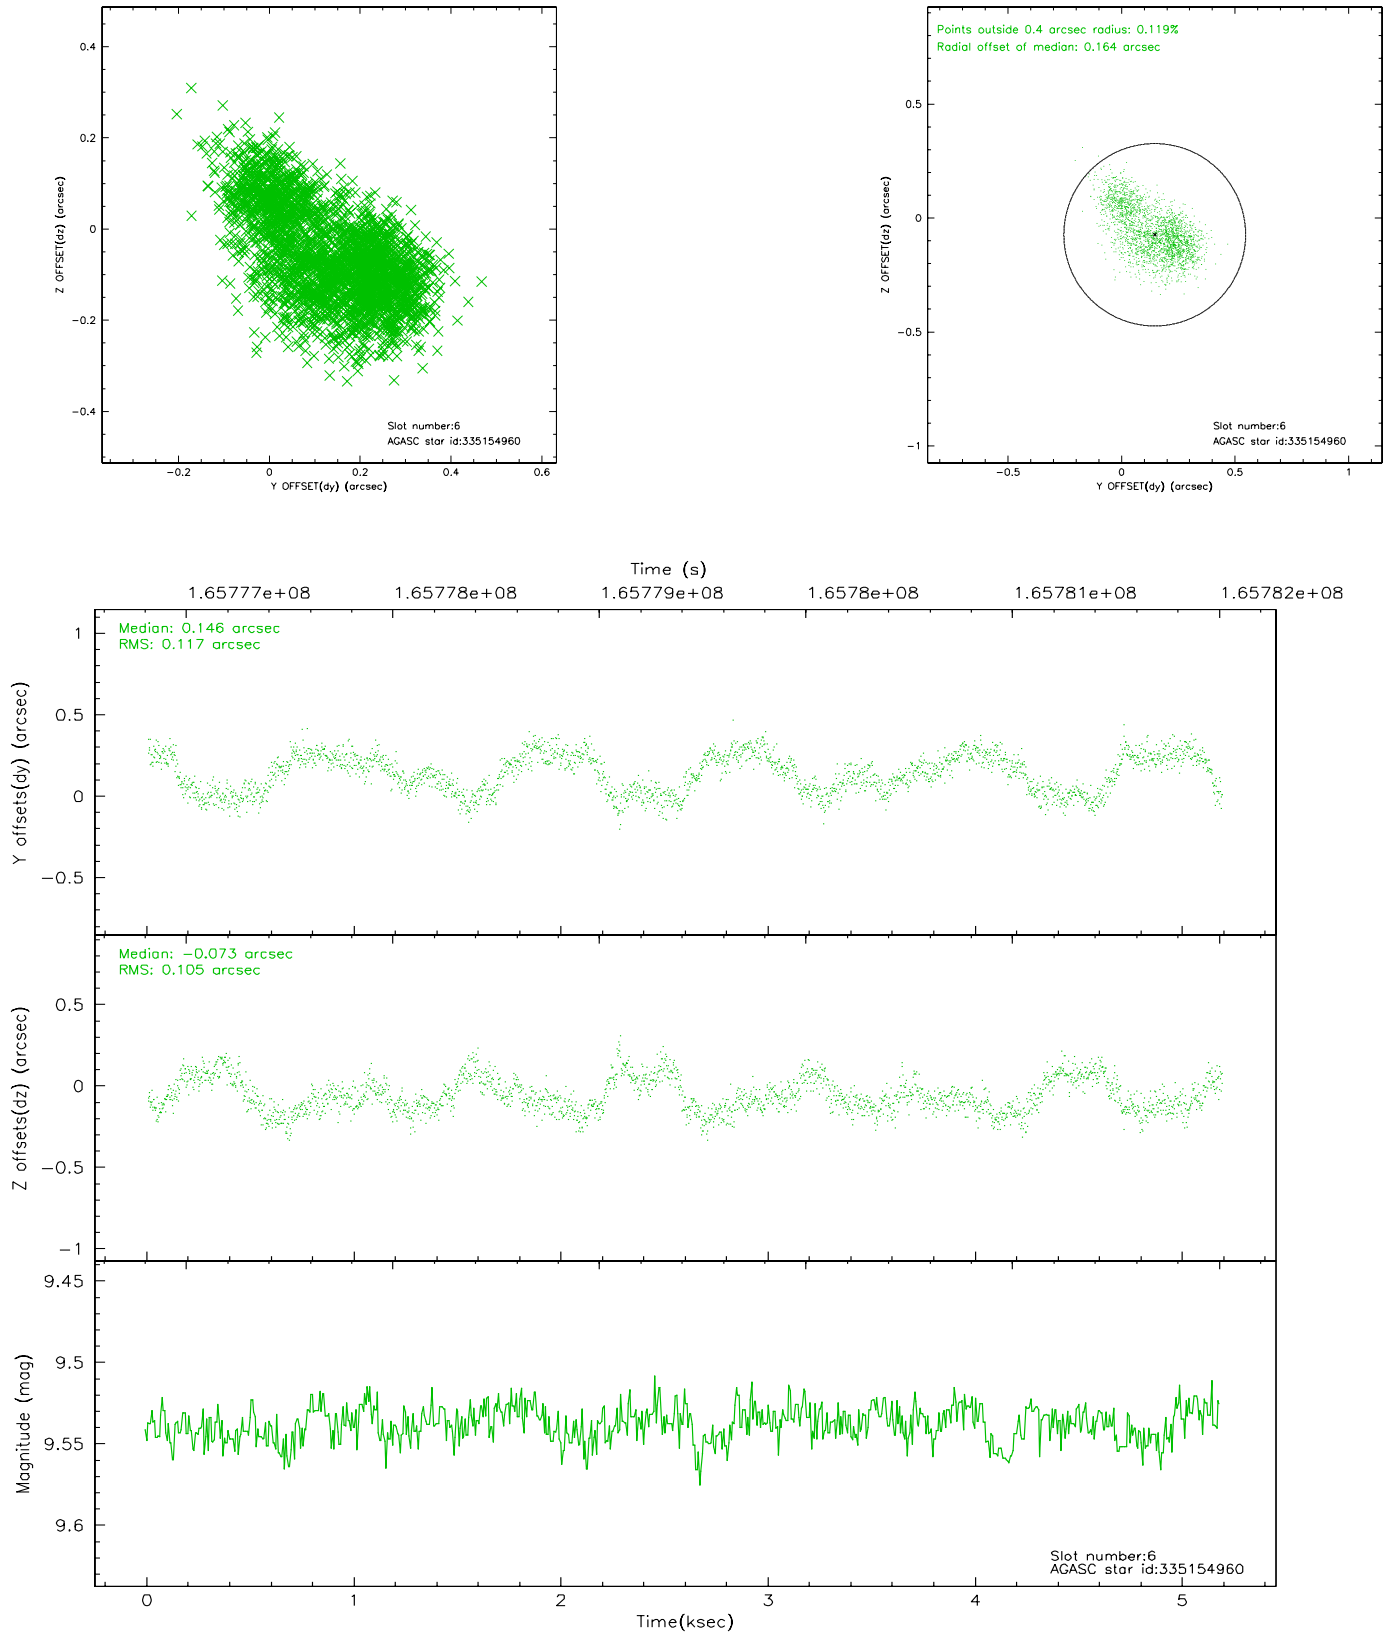 0.4
0.2
0
−0.2
−0.4
Z OFFSET(dz) (arcsec)
−0.2
0
0.2
0.4
0.6
Y OFFSET(dy) (arcsec)
Slot number:6
AGASC star id:335154960
Points outside 0.4 arcsec radius: 0.119%
Radial offset of median: 0.164 arcsec
0.5
0
−0.5
−1
Z OFFSET(dz) (arcsec)
−0.5
0
0.5
1
Y OFFSET(dy) (arcsec)
Slot number:6
AGASC star id:335154960
Time (s)
1.65777e+08
1.65778e+08
1.65779e+08
1.6578e+08
1.65781e+08
1.65782e+08
Median: 0.146 arcsec
RMS: 0.117 arcsec
1
0.5
0
−0.5
Y offsets(dy) (arcsec)
Median: −0.073 arcsec
RMS: 0.105 arcsec
0.5
0
−0.5
−1
Z offsets(dz) (arcsec)
9.45
9.5
9.55
9.6
Magnitude (mag)
Slot number:6
AGASC star id:335154960
0
1
2
3
4
5
Time(ksec)